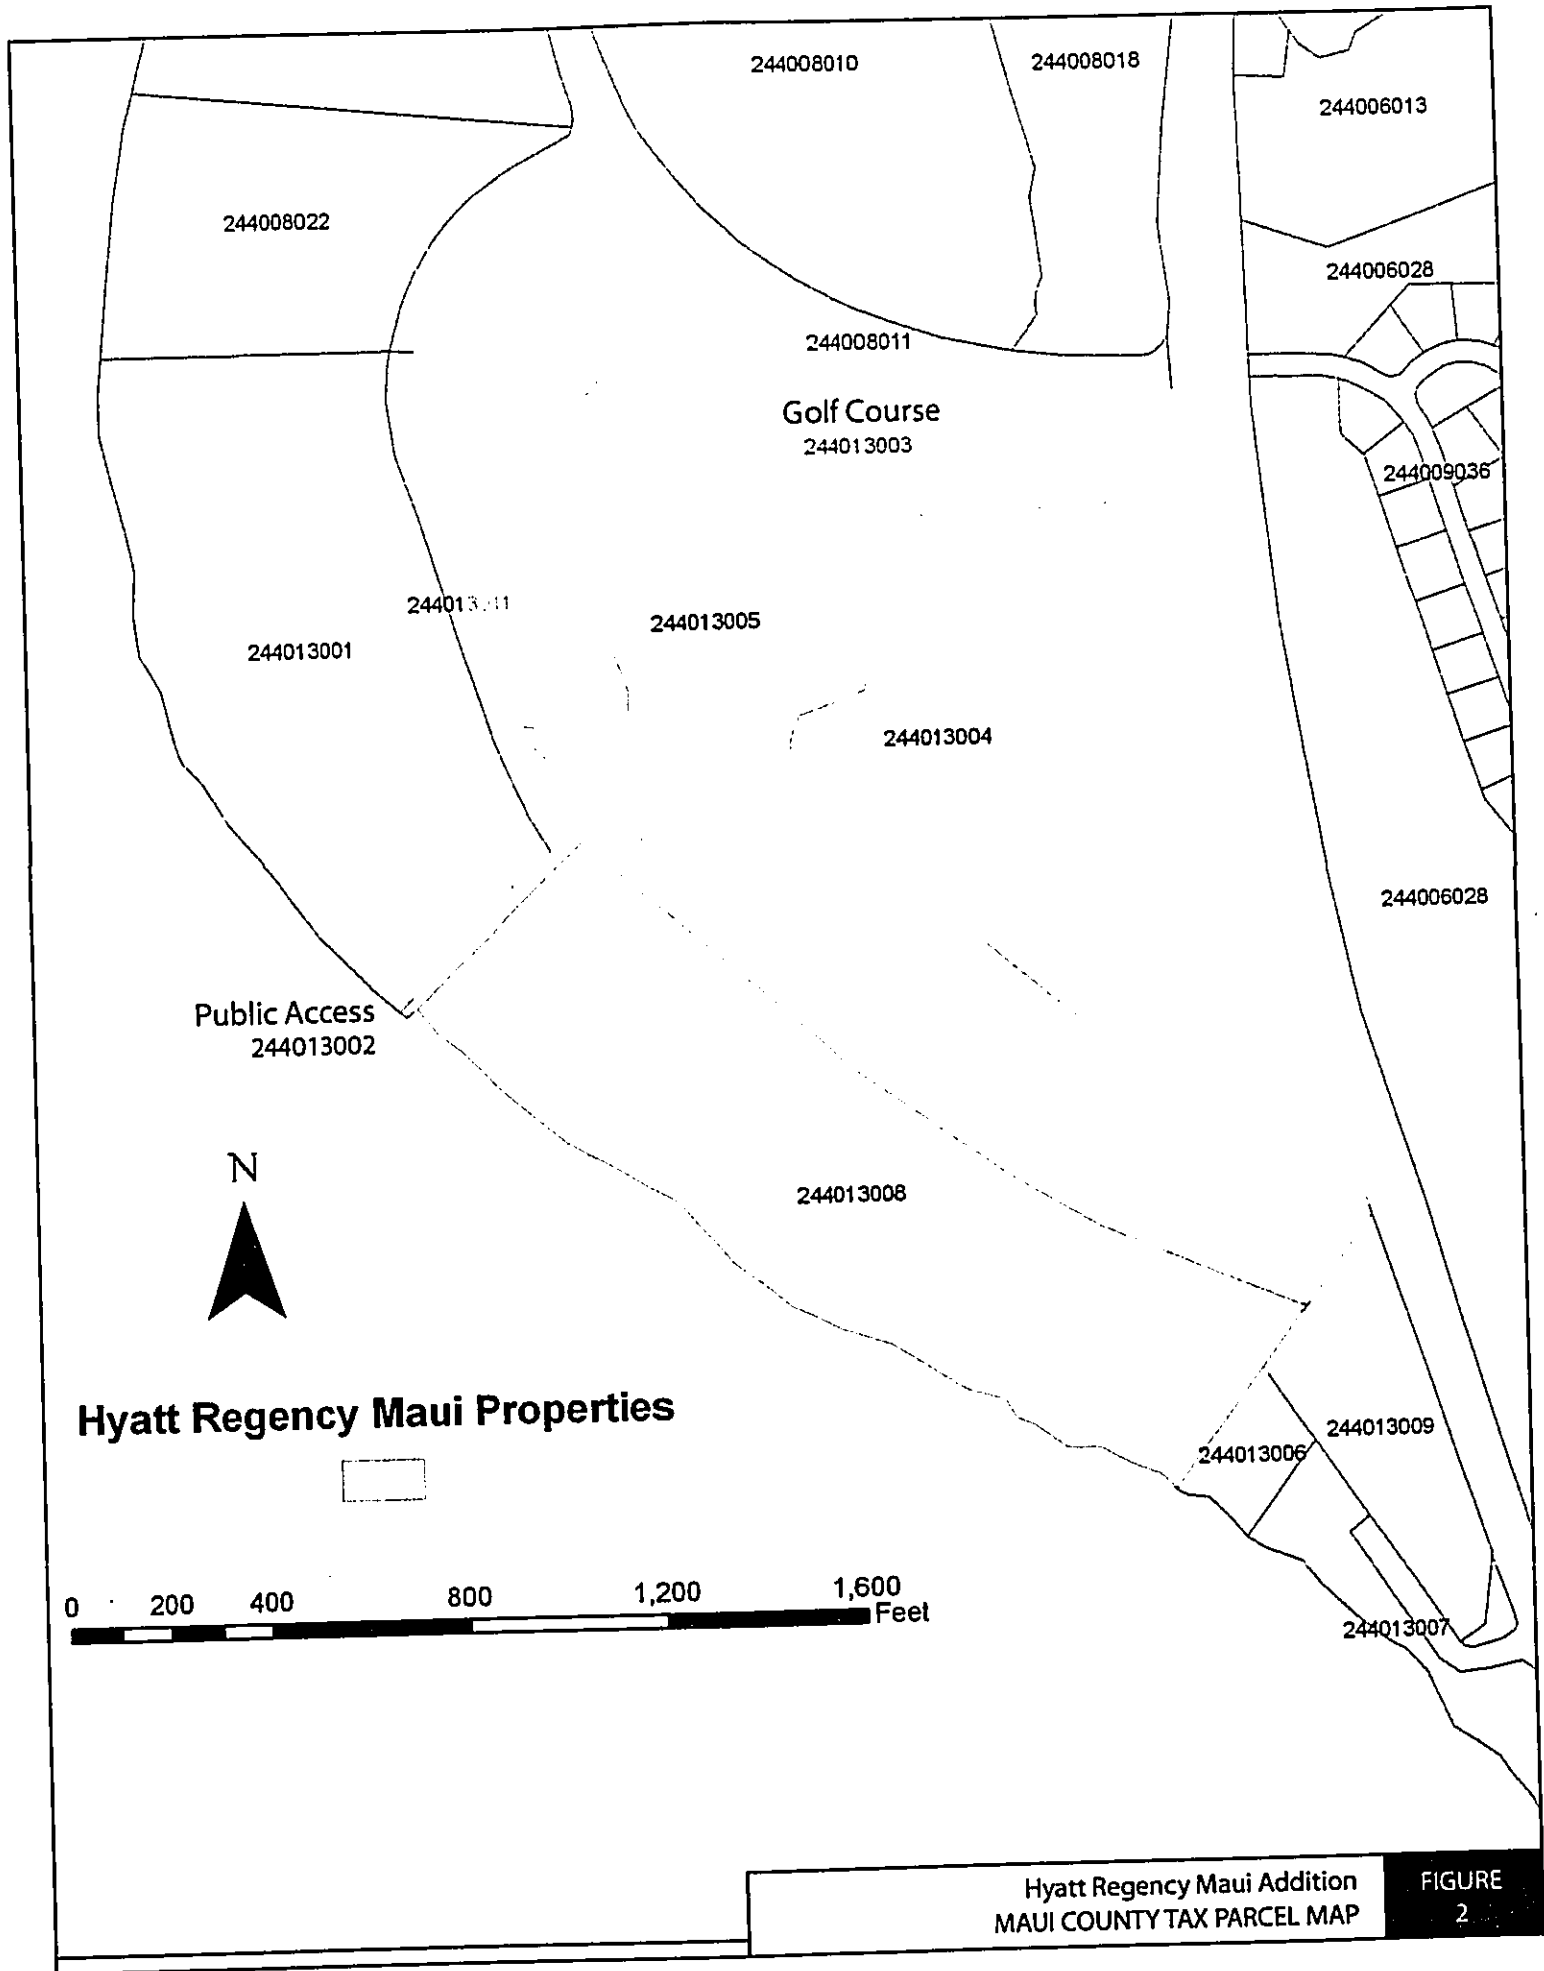 244008010
244008018
244006013
244008022
244006028
244008011
Golf Course
244013003
244009036
244013005
244013001
244013004
244006028
Public Access
244013002
N
244013008
Hyatt Regency Maui Properties
244013009
244013006
0 200 400 800 1,200 1,600
Feet
244013007
Hyatt Regency Maui Addition
MAUI COUNTY TAX PARCEL MAP
FIGURE
2